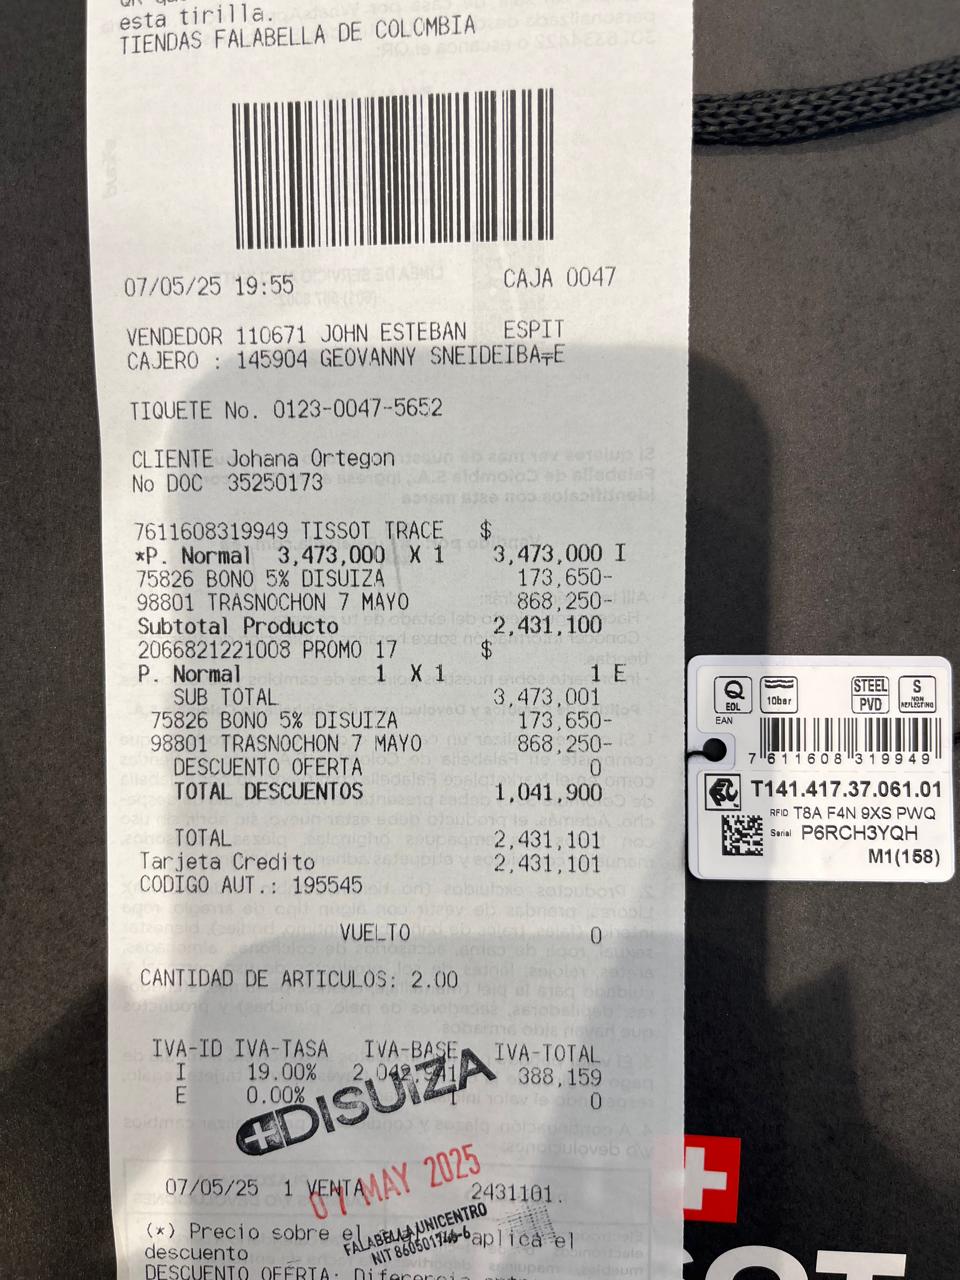 esta tirilla.
TIENDAS FALABELLA DE COLOMBIA
07/05/25 19:55 CAJA 0047
VENDEDOR 110671 JOHN ESTEBAN ESPIT
CAJERO : 145904 GEOVANNY SNEIDEIBA
TIQUETE No. 0123-0047-5652
CLIENTE Johana Ortegon
No DOC 35250173
7611608319949 TISSOT TRACE $
*P. Normal 3,473,000 X 1 3,473,000 I
75826 BONO 5% DISUIZA 173,650-
98801 TRASNOCHON 7 MAYO 868,250-
Subtotal Producto 2,431,100
2066821221008 PROMO 17 $
P. Normal 1 X 1 1 E
SUB TOTAL 3,473,001
75826 BONO 5% DISUIZA 173,650-
98801 TRASNOCHON 7 MAYO 868,250-
DESCUENTO OFERTA 0
TOTAL DESCUENTOS 1,041,900
TOTAL 2,431,101
Tarjeta Credito 2,431,101
CODIGO AUT.: 195545
VUELTO 0
CANTIDAD DE ARTICULOS: 2.00
IVA-ID IVA-TASA IVA-BASE IVA-TOTAL
I 19.00% 388,159
E 0.00% 1 0
DISUIZA
07/05/25 1 VENTA 2431101.
07 MAY 2025
FALABELLA UNICENTRO
(*) Precio sobre el aplica el
descuento
DESCUENTO OFERTA:
Q
EOL
10bar
STEEL
PVD
S
NON REFLECTING
EAN
7 611608 319949
T141.417.37.061.01
RFID T8A F4N 9XS PWQ
Serial P6RCH3YQH
M1(158)